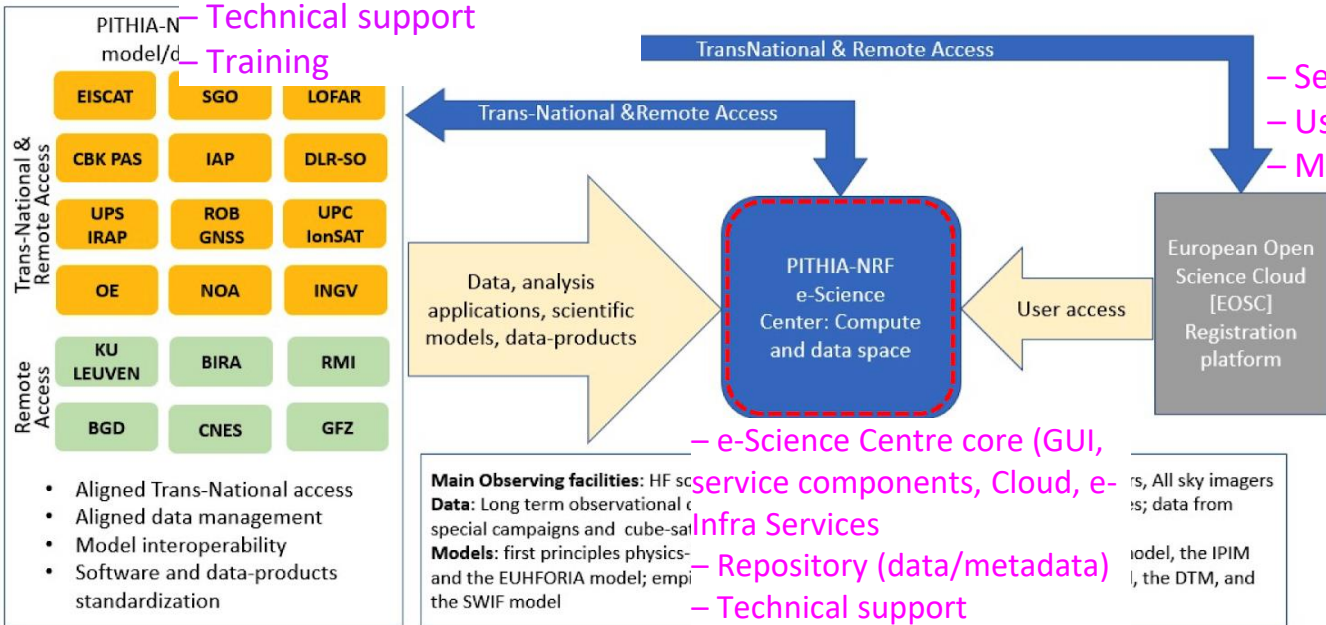 PITHIA-N
model/d
– Technical support
– Training
Trans-National &
Remote Access
EISCAT
SGO
LOFAR
CBK PAS
IAP
DLR-SO
UPS
IRAP
ROB
GNSS
UPC
IonSAT
OE
NOA
INGV
Remote
Access
KU
LEUVEN
BIRA
RMI
BGD
CNES
GFZ
• Aligned Trans-National access
• Aligned data management
• Model interoperability
• Software and data-products
standardization
TransNational & Remote Access
Trans-National &Remote Access
Data, analysis
applications, scientific
models, data-products
PITHIA-NRF
e-Science
Center: Compute
and data space
User access
– Se
– Us
– M
European Open
Science Cloud
[EOSC]
Registration
platform
– e-Science Centre core (GUI,
service components, Cloud, e-
Infra Services
– Repository (data/metadata)
– Technical support
Main Observing facilities: HF so rs, All sky imagers
Data: Long term observational es; data from
special campaigns and cube-sat
Models: first principles physics- model, the IPIM
and the EUHFORIA model; empi , the DTM, and
the SWIF model